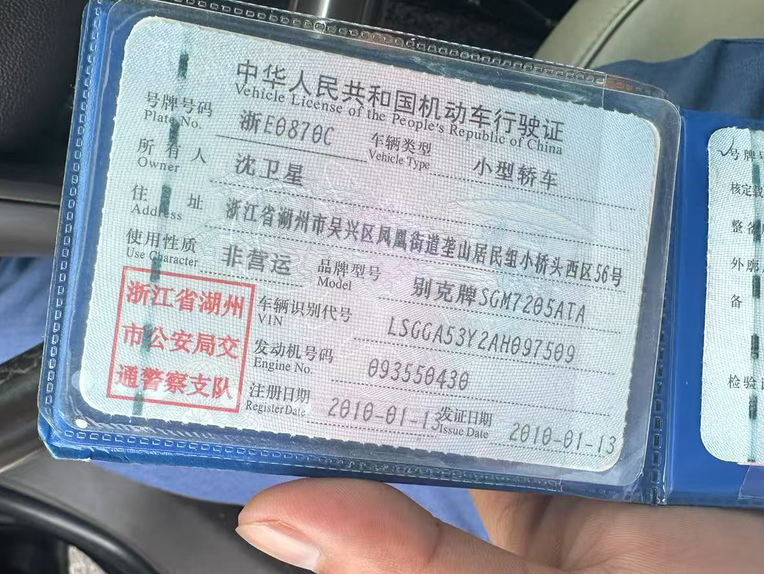 中华人民共和国机动车行驶证
Vehicle License of the People's Republic of China
号牌号码 浙E0870C 车辆类型 小型轿车
Plate No. Vehicle Type
所有人 沈卫星
Owner
住址 浙江省湖州市吴兴区凤凰街道垄山居民组小桥头西区56号
Address
使用性质 非营运 品牌型号 别克牌SGM7205ATA
Use Character Model
浙江省湖州
市公安局交
通警察支队
车辆识别代号 LSGGA53Y2AH097509
VIN
发动机号码 093550430
Engine No.
注册日期 2010-01-13 发证日期 2010-01-13
Register Date Issue Date
号牌号
核定载
整备
外廓
备
检验